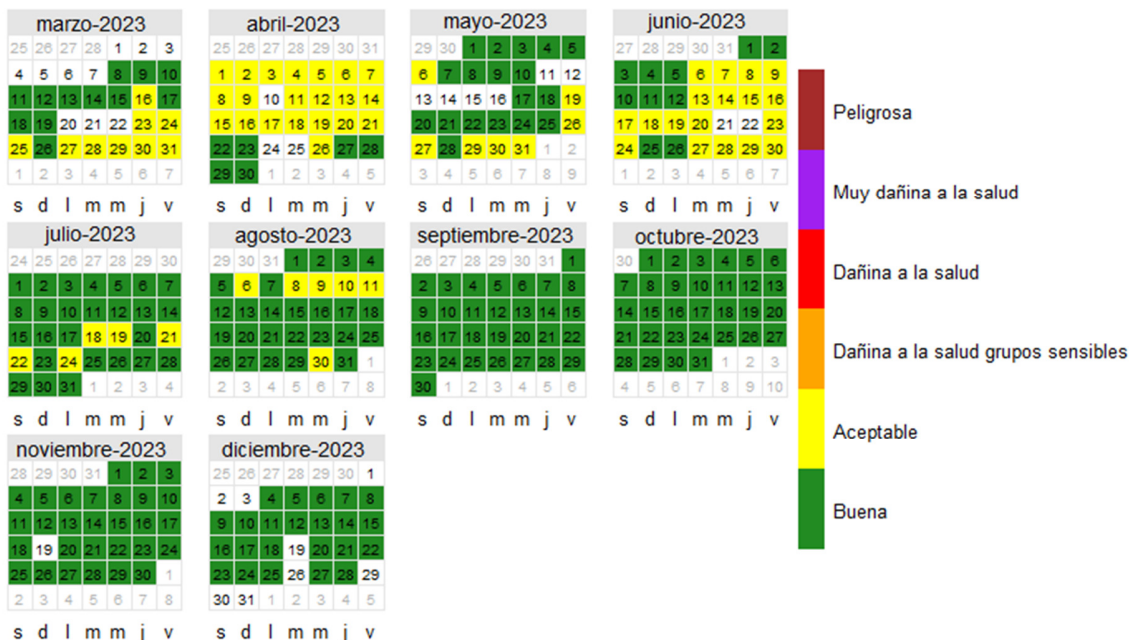 marzo-2023
25 26 27 28 1 2 3
4 5 6 7 8 9 10
11 12 13 14 15 16 17
18 19 20 21 22 23 24
25 26 27 28 29 30 31
1 2 3 4 5 6 7
s d l m m j v
abril-2023
25 26 27 28 29 30 31
1 2 3 4 5 6 7
8 9 10 11 12 13 14
15 16 17 18 19 20 21
22 23 24 25 26 27 28
29 30 1 2 3 4 5
s d l m m j v
mayo-2023
29 30 1 2 3 4 5
6 7 8 9 10 11 12
13 14 15 16 17 18 19
20 21 22 23 24 25 26
27 28 29 30 31 1 2
3 4 5 6 7 8 9
s d l m m j v
junio-2023
27 28 29 30 31 1 2
3 4 5 6 7 8 9
10 11 12 13 14 15 16
17 18 19 20 21 22 23
24 25 26 27 28 29 30
1 2 3 4 5 6 7
s d l m m j v
julio-2023
24 25 26 27 28 29 30
1 2 3 4 5 6 7
8 9 10 11 12 13 14
15 16 17 18 19 20 21
22 23 24 25 26 27 28
29 30 31 1 2 3 4
s d l m m j v
agosto-2023
29 30 31 1 2 3 4
5 6 7 8 9 10 11
12 13 14 15 16 17 18
19 20 21 22 23 24 25
26 27 28 29 30 31 1
2 3 4 5 6 7 8
s d l m m j v
septiembre-2023
26 27 28 29 30 31 1
2 3 4 5 6 7 8
9 10 11 12 13 14 15
16 17 18 19 20 21 22
23 24 25 26 27 28 29
30 1 2 3 4 5 6
s d l m m j v
octubre-2023
30 1 2 3 4 5 6
7 8 9 10 11 12 13
14 15 16 17 18 19 20
21 22 23 24 25 26 27
28 29 30 31 1 2 3
4 5 6 7 8 9 10
s d l m m j v
noviembre-2023
28 29 30 31 1 2 3
4 5 6 7 8 9 10
11 12 13 14 15 16 17
18 19 20 21 22 23 24
25 26 27 28 29 30 1
2 3 4 5 6 7 8
s d l m m j v
diciembre-2023
25 26 27 28 29 30 1
2 3 4 5 6 7 8
9 10 11 12 13 14 15
16 17 18 19 20 21 22
23 24 25 26 27 28 29
30 31 1 2 3 4 5
s d l m m j v
Peligrosa
Muy dañina a la salud
Dañina a la salud
Dañina a la salud grupos sensibles
Aceptable
Buena